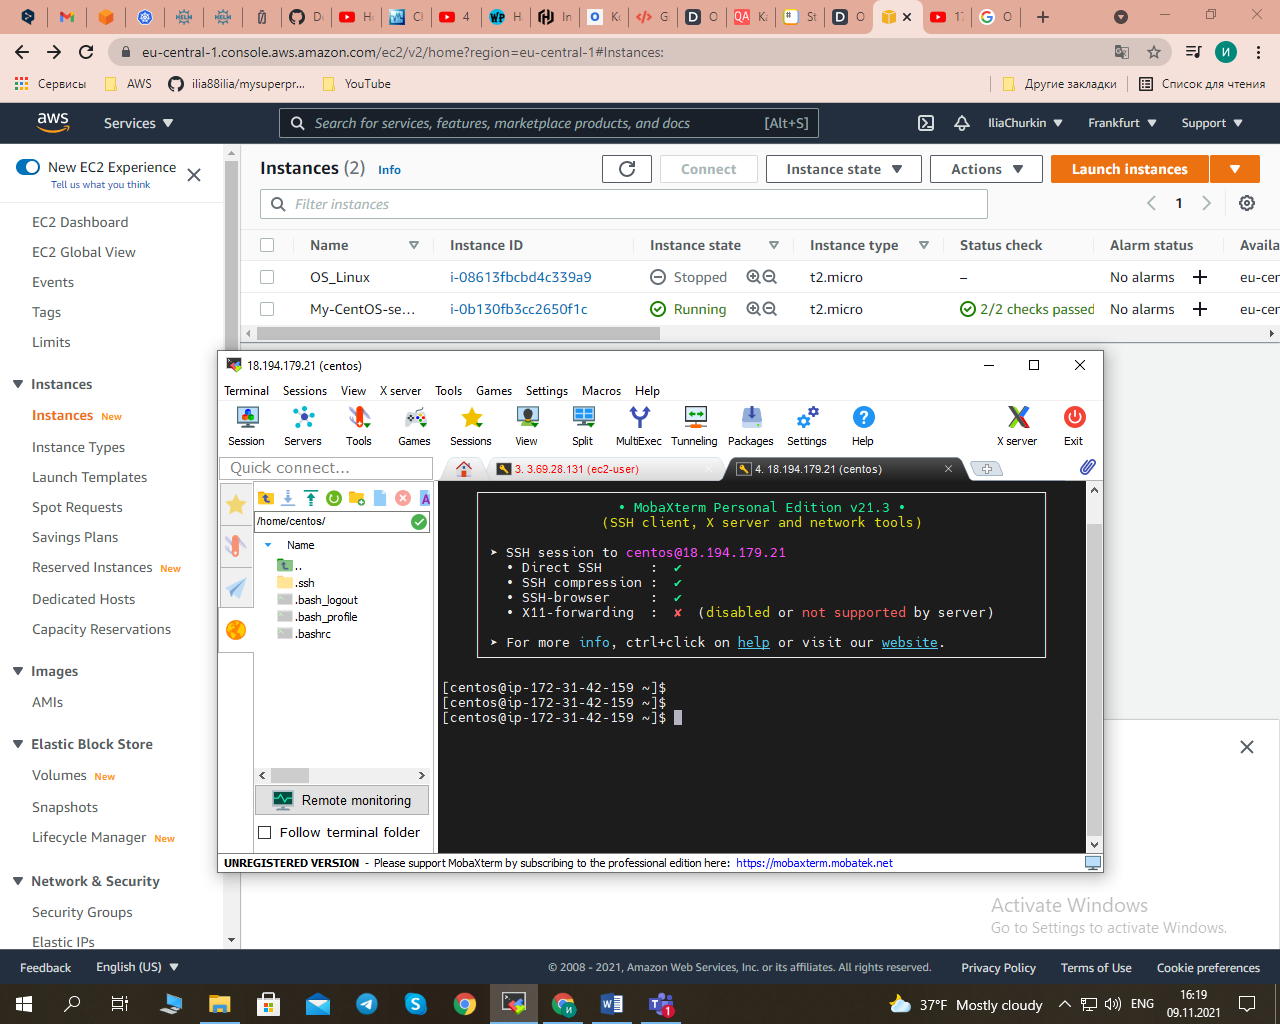 Ho
Ch
4
H
In
Ko
G
O
Ka
St
O
17
O
eu-central-1.console.aws.amazon.com/ec2/v2/home?region=eu-central-1#Instances:
И
Сервисы
AWS
ilia88ilia/mysuperpr...
YouTube
Другие закладки
Список для чтения
aws
Services
Search for services, features, marketplace products, and docs
[Alt+S]
IliaChurkin
Frankfurt
Support
New EC2 Experience
Tell us what you think
EC2 Dashboard
EC2 Global View
Events
Tags
Limits
Instances
Instances New
Instance Types
Launch Templates
Spot Requests
Savings Plans
Reserved Instances New
Dedicated Hosts
Capacity Reservations
Images
AMIs
Elastic Block Store
Volumes New
Snapshots
Lifecycle Manager New
Network & Security
Security Groups
Elastic IPs
Instances (2) Info
Connect
Instance state
Actions
Launch instances
Filter instances
1
Name Instance ID Instance state Instance type Status check Alarm status Availa
OS_Linux i-08613fbcbd4c339a9 Stopped t2.micro – No alarms + eu-cen
My-CentOS-se... i-0b130fb3cc2650f1c Running t2.micro 2/2 checks passed No alarms + eu-cen
18.194.179.21 (centos)
Terminal Sessions View X server Tools Games Settings Macros Help
Session Servers Tools Games Sessions View Split MultiExec Tunneling Packages Settings Help X server Exit
Quick connect...
3. 3.69.28.131 (ec2-user)
4. 18.194.179.21 (centos)
/home/centos/
Name
..
.ssh
.bash_logout
.bash_profile
.bashrc
Remote monitoring
Follow terminal folder
• MobaXterm Personal Edition v21.3 •
(SSH client, X server and network tools)
➤ SSH session to centos@18.194.179.21
• Direct SSH : ✔
• SSH compression : ✔
• SSH-browser : ✔
• X11-forwarding : ✘ (disabled or not supported by server)
➤ For more info, ctrl+click on help or visit our website.
[centos@ip-172-31-42-159 ~]$
[centos@ip-172-31-42-159 ~]$
[centos@ip-172-31-42-159 ~]$
UNREGISTERED VERSION - Please support MobaXterm by subscribing to the professional edition here: https://mobaxterm.mobatek.net
Activate Windows
Go to Settings to activate Windows.
Feedback
English (US)
© 2008 - 2021, Amazon Web Services, Inc. or its affiliates. All rights reserved.
Privacy Policy
Terms of Use
Cookie preferences
37°F Mostly cloudy
ENG
16:19
09.11.2021